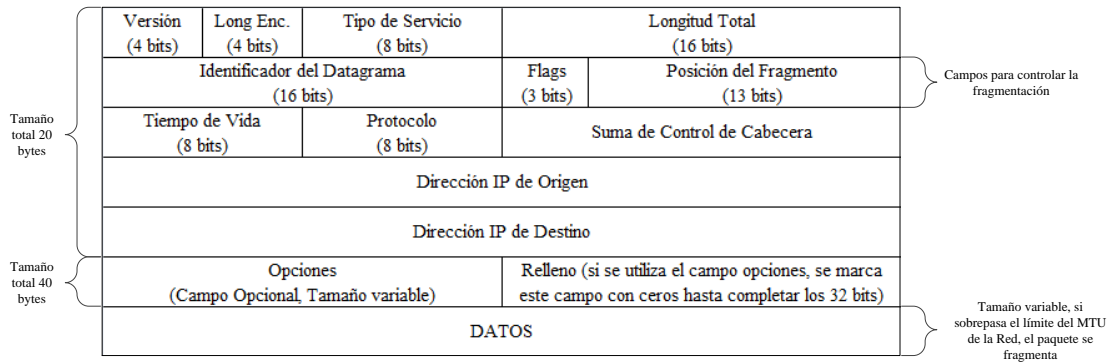 Versión
(4 bits)
Long Enc.
(4 bits)
Tipo de Servicio
(8 bits)
Longitud Total
(16 bits)
Identificador del Datagrama
(16 bits)
Flags
(3 bits)
Posición del Fragmento
(13 bits)
Campos para controlar la
fragmentación
Tamaño
total 20
bytes
Tiempo de Vida
(8 bits)
Protocolo
(8 bits)
Suma de Control de Cabecera
Dirección IP de Origen
Dirección IP de Destino
Tamaño
total 40
bytes
Opciones
(Campo Opcional, Tamaño variable)
Relleno (si se utiliza el campo opciones, se marca
este campo con ceros hasta completar los 32 bits)
DATOS
Tamaño variable, si
sobrepasa el límite del MTU
de la Red, el paquete se
fragmenta